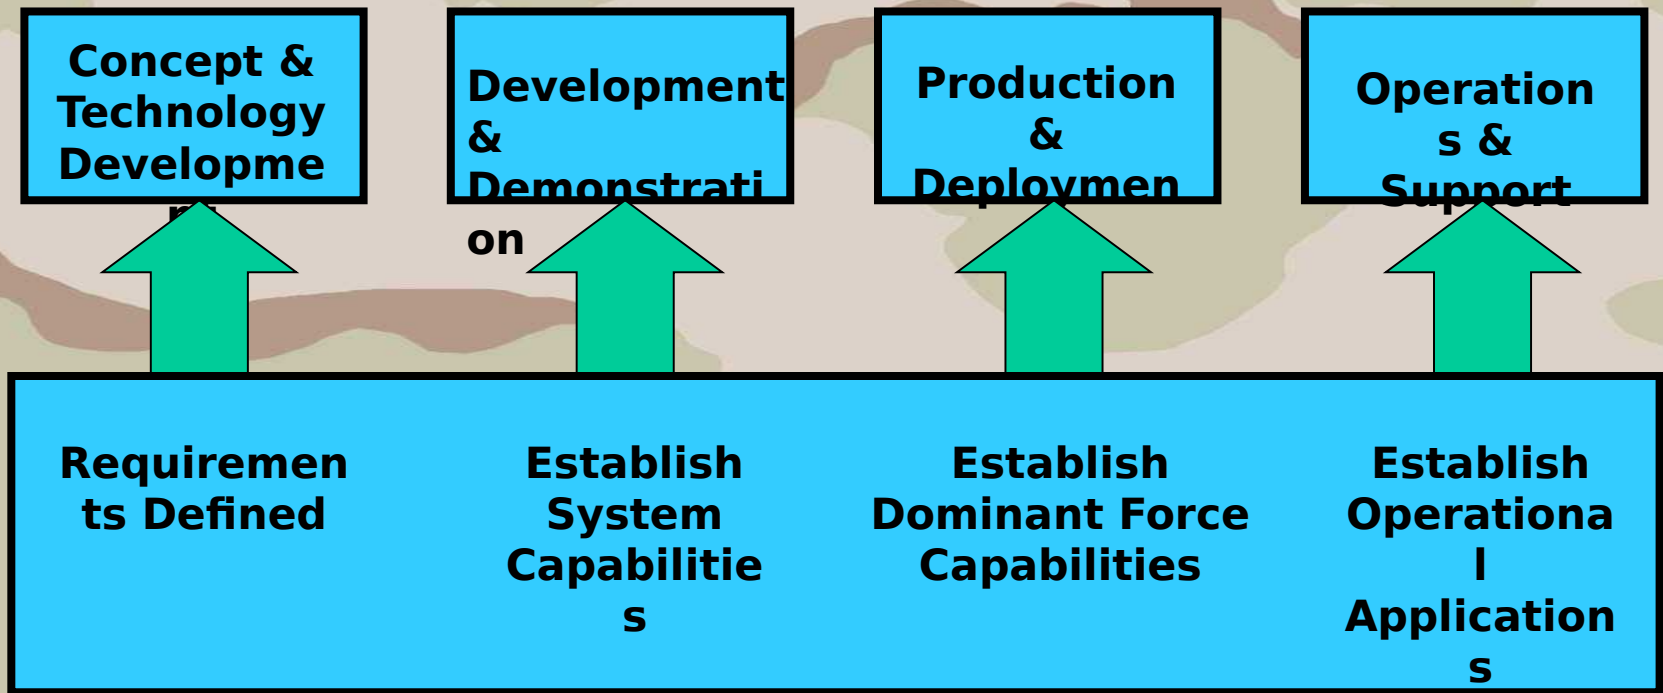 Concept &
Technology
Developme
Development
&
Demonstrati
on
Production
&
Deploymen
Operation
s &
Support
Requiremen
ts Defined
Establish
System
Capabilitie
s
Establish
Dominant Force
Capabilities
Establish
Operationa
l
Application
s